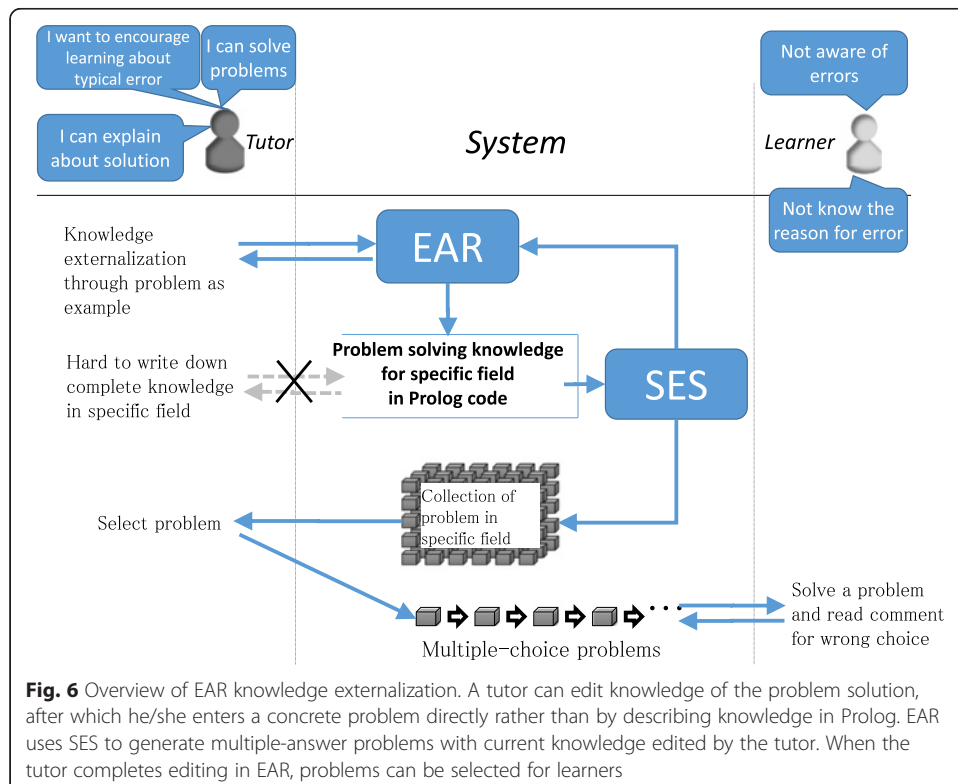 I want to encourage
learning about
typical error
I can solve
problems
I can explain
about solution
Tutor
System
Learner
Not aware of
errors
Not know the
reason for error
Knowledge
externalization
through problem as
example
EAR
Hard to write down
complete knowledge
in specific field
Problem solving knowledge
for specific field
in Prolog code
SES
Collection of
problem in
specific field
Select problem
...
Multiple-choice problems
Solve a problem
and read comment
for wrong choice
Fig. 6 Overview of EAR knowledge externalization. A tutor can edit knowledge of the problem solution,
after which he/she enters a concrete problem directly rather than by describing knowledge in Prolog. EAR
uses SES to generate multiple-answer problems with current knowledge edited by the tutor. When the
tutor completes editing in EAR, problems can be selected for learners